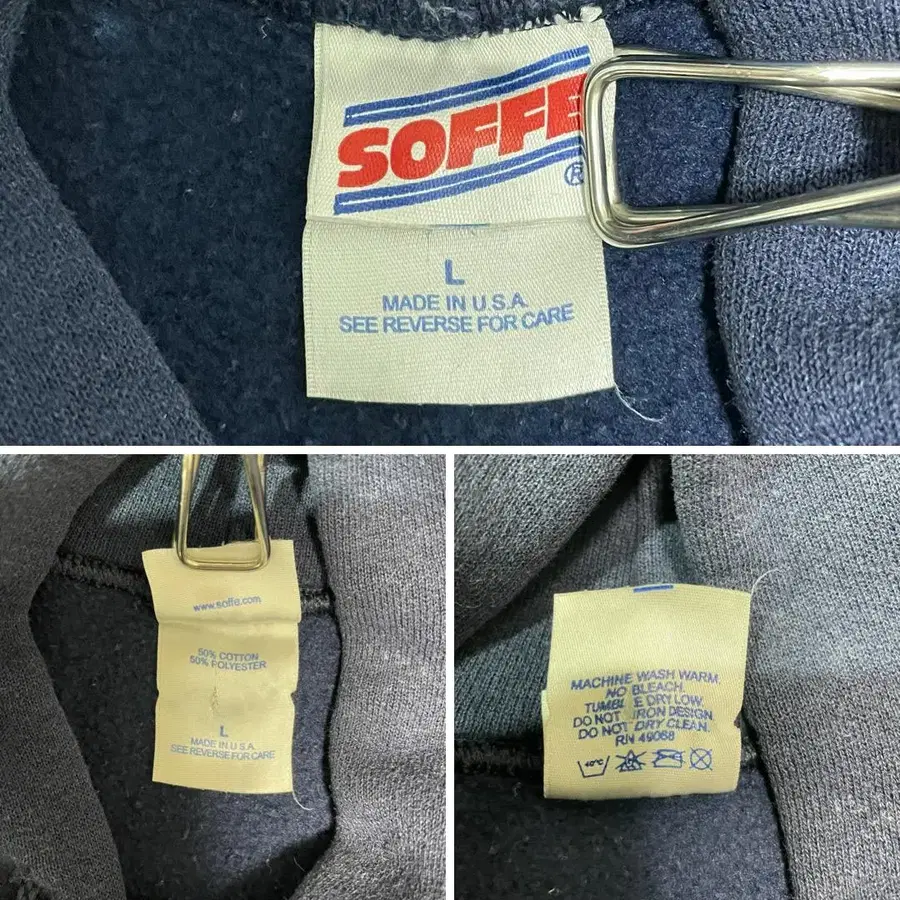 SOFFE
®
L
MADE IN U.S.A.
SEE REVERSE FOR CARE
www.soffe.com
50% COTTON
50% POLYESTER
L
MADE IN U.S.A.
SEE REVERSE FOR CARE
MACHINE WASH WARM.
NO BLEACH.
TUMBLE DRY LOW.
DO NOT IRON DESIGN.
DO NOT DRY CLEAN.
RN 49068
40°C